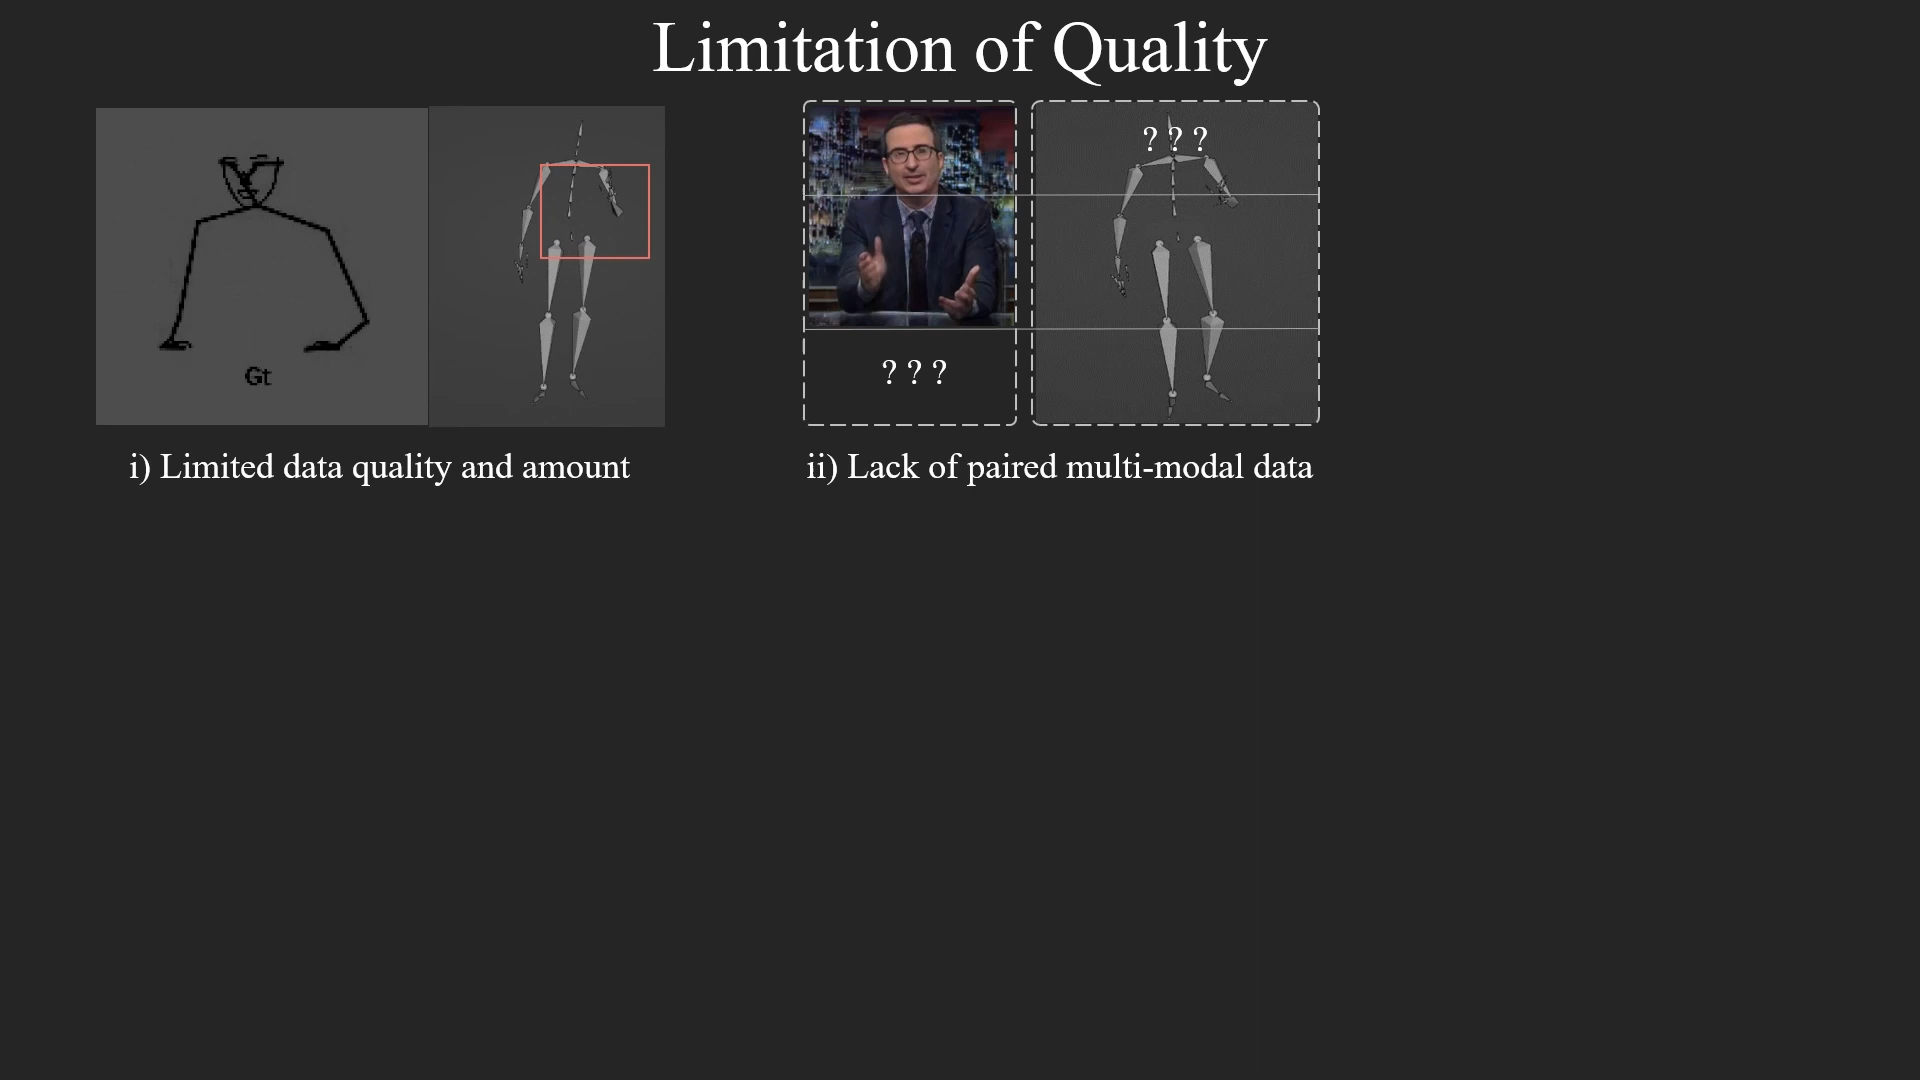 Limitation of Quality
? ? ?
? ? ?
Gt
i) Limited data quality and amount
ii) Lack of paired multi-modal data